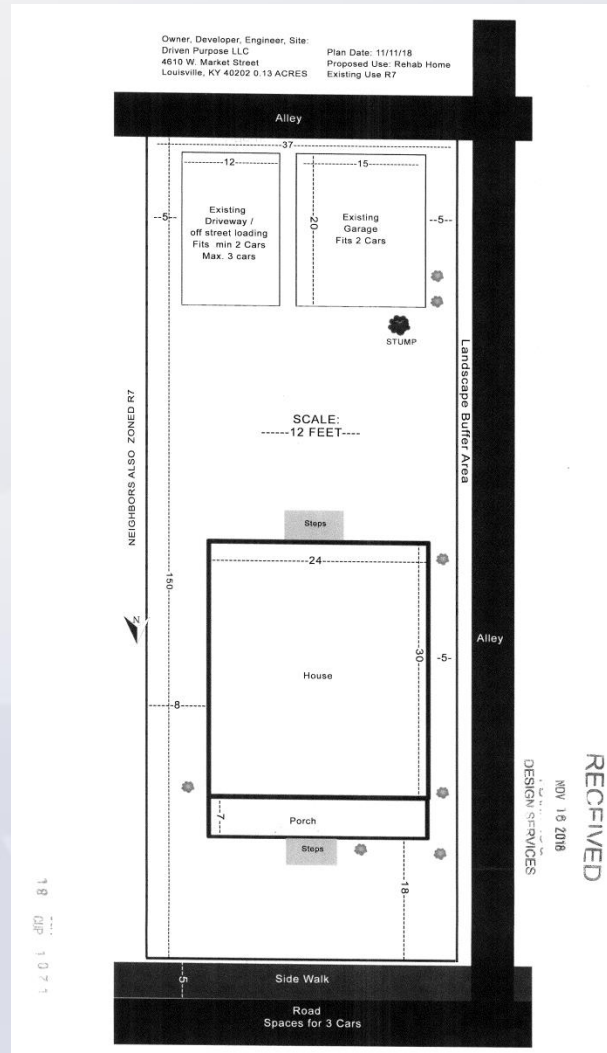 Owner, Developer, Engineer, Site:
Driven Purpose LLC
4610 W. Market Street
Louisville, KY 40202 0.13 ACRES
Plan Date: 11/11/18
Proposed Use: Rehab Home
Existing Use R7
Alley
37
12
15
5
Existing
Driveway /
off street loading
Fits min 2 Cars
Max. 3 cars
20
Existing
Garage
Fits 2 Cars
5
STUMP
Landscape Buffer Area
NEIGHBORS ALSO ZONED R7
SCALE:
12 FEET
Steps
24
150
N
30
5
Alley
House
8
7
Porch
Steps
18
5
Side Walk
Road
Spaces for 3 Cars
RECEIVED
NOV 16 2018
DESIGN SERVICES
18 CUP